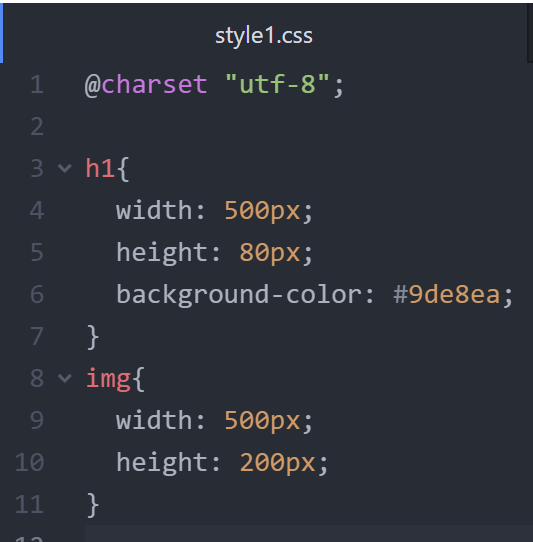 style1.css
1 @charset "utf-8";
2
3 h1{
4 width: 500px;
5 height: 80px;
6 background-color: #9de8ea;
7 }
8 img{
9 width: 500px;
10 height: 200px;
11 }
12